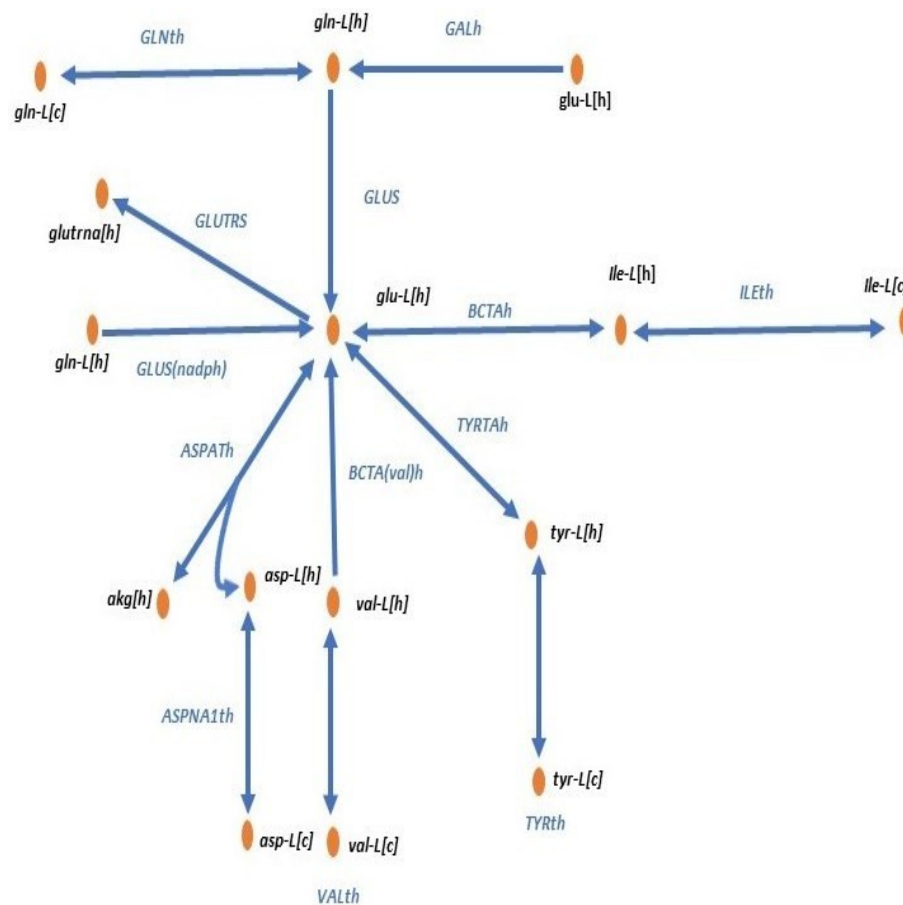 gln-L[h]
GLNth
GALh
gln-L[c]
glu-L[h]
glutrna[h]
GLUTRS
GLUS
glu-L[h]
Ile-L[h]
Ile-L[c
BCTAh
ILEth
gln-L[h]
GLUS(nadph)
ASPATh
BCTA(val)h
TYRTAh
tyr-L[h]
akg[h]
asp-L[h]
val-L[h]
ASPNA1th
tyr-L[c]
TYRth
asp-L[c]
val-L[c]
VALth